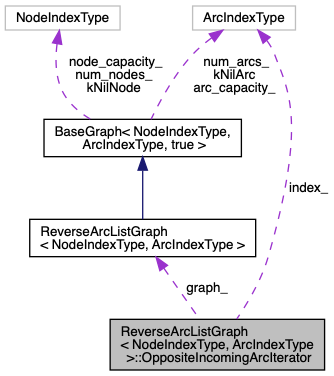 NodeIndexType
ArcIndexType
node_capacity_
num_nodes_
kNilNode
num_arcs_
kNilArc
arc_capacity_
BaseGraph< NodeIndexType,
ArcIndexType, true >
index_
ReverseArcListGraph
< NodeIndexType, ArcIndexType >
graph_
ReverseArcListGraph
< NodeIndexType, ArcIndexType
>::OppositeIncomingArcIterator